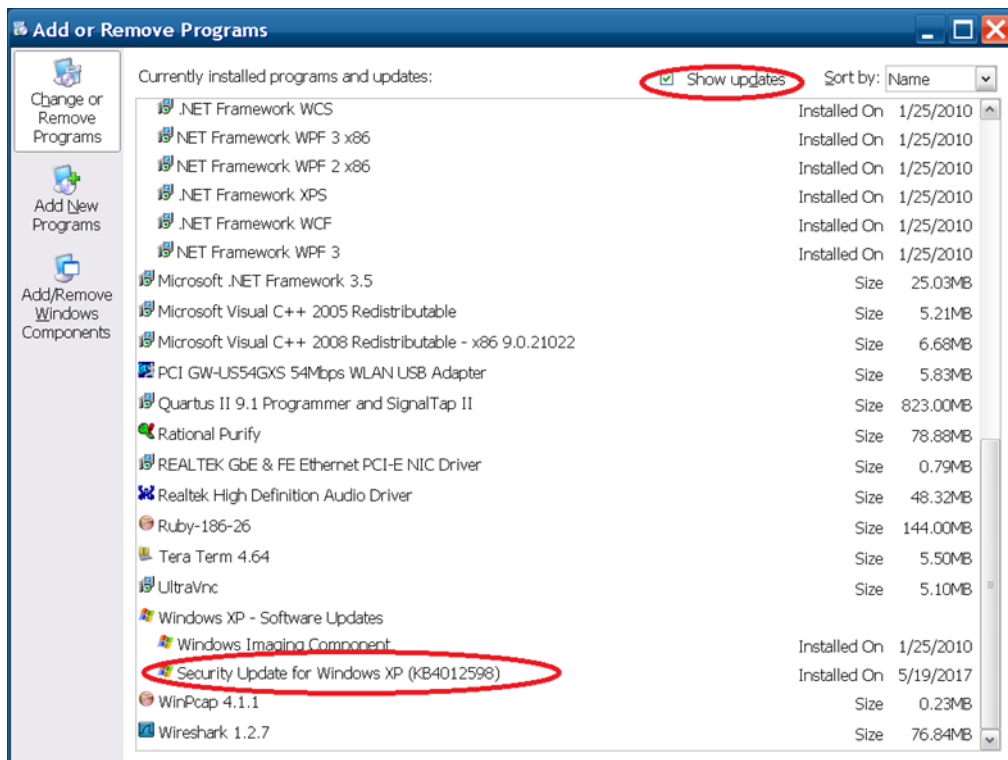 Add or Remove Programs
Change or
Remove
Programs
Add New
Programs
Add/Remove
Windows
Components
Currently installed programs and updates: Show updates Sort by: Name
.NET Framework WCS Installed On 1/25/2010
NET Framework WPF 3 x86 Installed On 1/25/2010
.NET Framework WPF 2 x86 Installed On 1/25/2010
.NET Framework XPS Installed On 1/25/2010
.NET Framework WCF Installed On 1/25/2010
NET Framework WPF 3 Installed On 1/25/2010
Microsoft .NET Framework 3.5 Size 25.03MB
Microsoft Visual C++ 2005 Redistributable Size 5.21MB
Microsoft Visual C++ 2008 Redistributable - x86 9.0.21022 Size 6.68MB
PCI GW-US54GXS 54Mbps WLAN USB Adapter Size 5.83MB
Quartus II 9.1 Programmer and SignalTap II Size 823.00MB
Rational Purify Size 78.88MB
REALTEK GbE & FE Ethernet PCI-E NIC Driver Size 0.79MB
Realtek High Definition Audio Driver Size 48.32MB
Ruby-186-26 Size 144.00MB
Tera Term 4.64 Size 5.50MB
UltraVnc Size 5.10MB
Windows XP - Software Updates
Windows Imaging Component Installed On 1/25/2010
Security Update for Windows XP (KB4012598) Installed On 5/19/2017
WinPcap 4.1.1 Size 0.23MB
Wireshark 1.2.7 Size 76.84MB